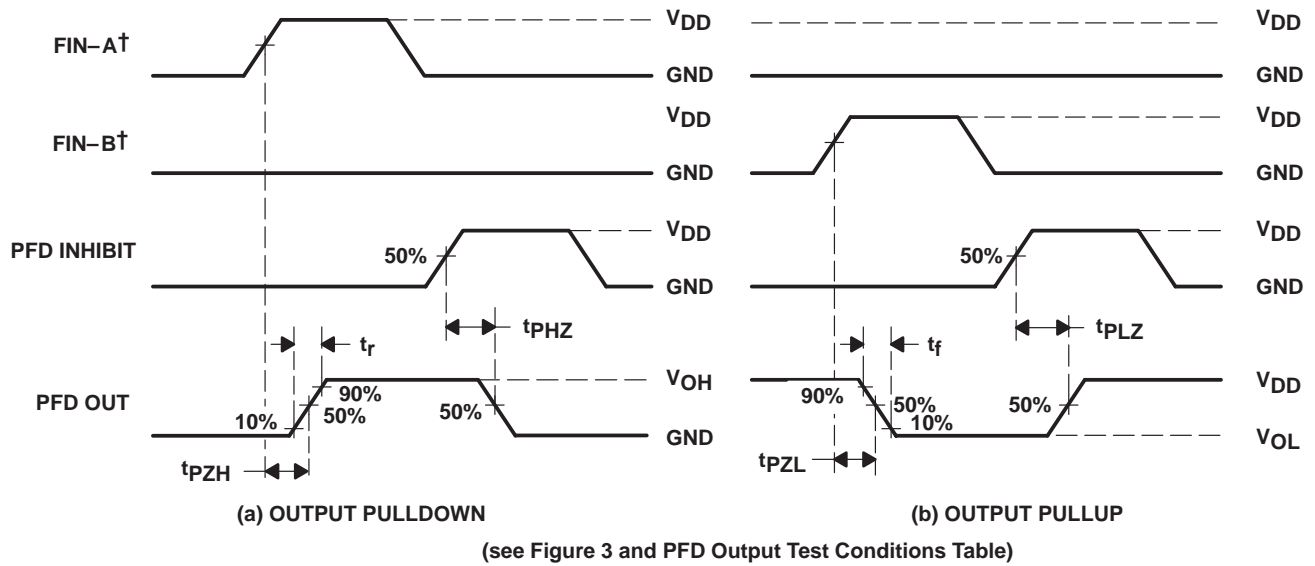 VDD VDD
FIN–A†
GND GND
VDD VDD
FIN–B†
GND GND
VDD VDD
PFD INHIBIT 50% 50%
GND GND
tr tPHZ tf tPLZ
VOH VDD
PFD OUT 90% 90%
10% 50% 50% 50% 50%
10%
GND VOL
tPZH tPZL
(a) OUTPUT PULLDOWN (b) OUTPUT PULLUP
(see Figure 3 and PFD Output Test Conditions Table)